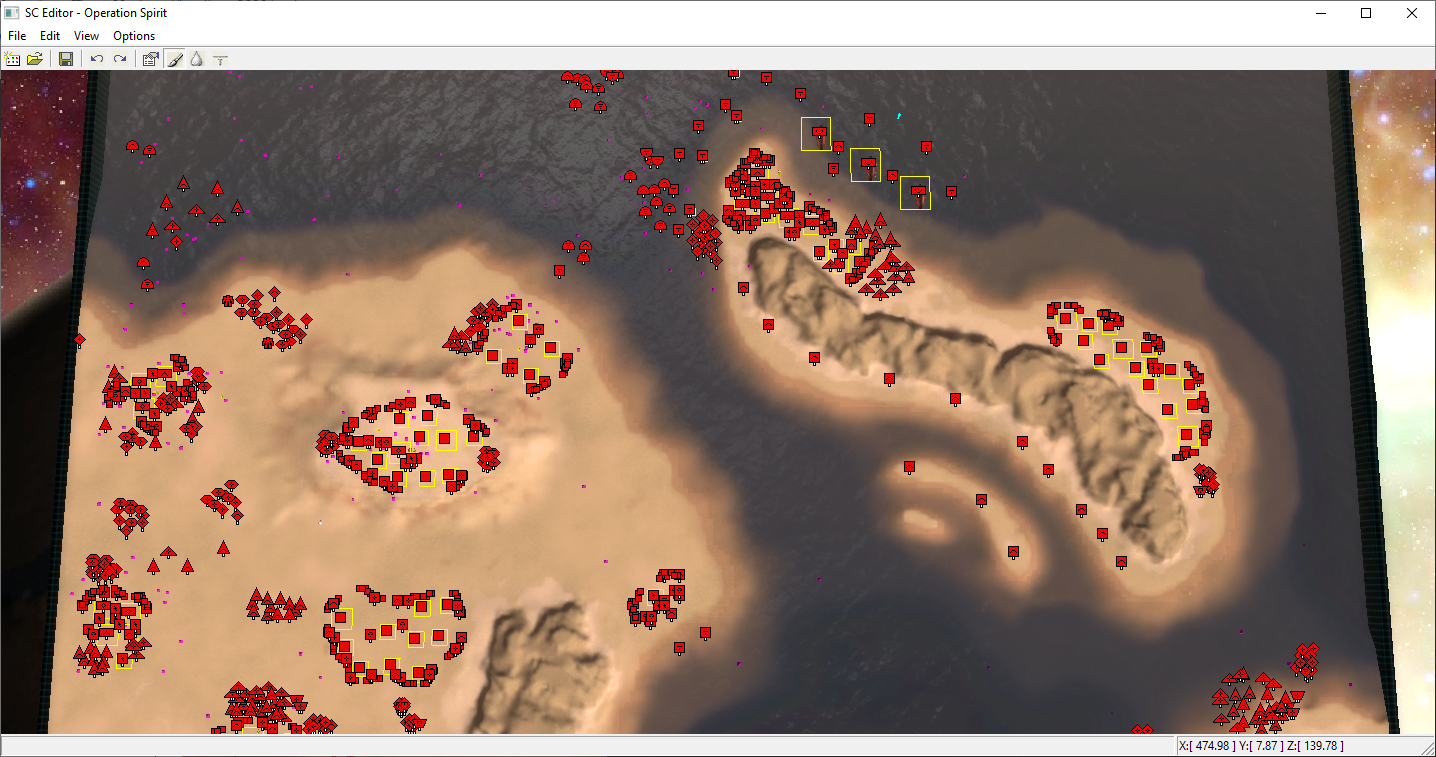 SC Editor - Operation Spirit
File Edit View Options
X:[ 474.98 ] Y:[ 7.87 ] Z:[ 139.78 ]